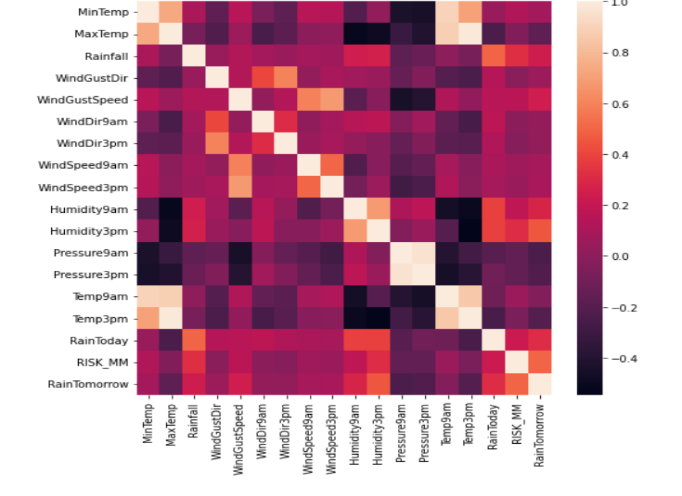 MinTemp
MaxTemp
Rainfall
WindGustDir
WindGustSpeed
WindDir9am
WindDir3pm
WindSpeed9am
WindSpeed3pm
Humidity9am
Humidity3pm
Pressure9am
Pressure3pm
Temp9am
Temp3pm
RainToday
RISK_MM
RainTomorrow
MinTemp
MaxTemp
Rainfall
WindGustDir
WindGustSpeed
WindDir9am
WindDir3pm
WindSpeed9am
WindSpeed3pm
Humidity9am
Humidity3pm
Pressure9am
Pressure3pm
Temp9am
Temp3pm
RainToday
RISK_MM
RainTomorrow
1.0
0.8
0.6
0.4
0.2
0.0
−0.2
−0.4